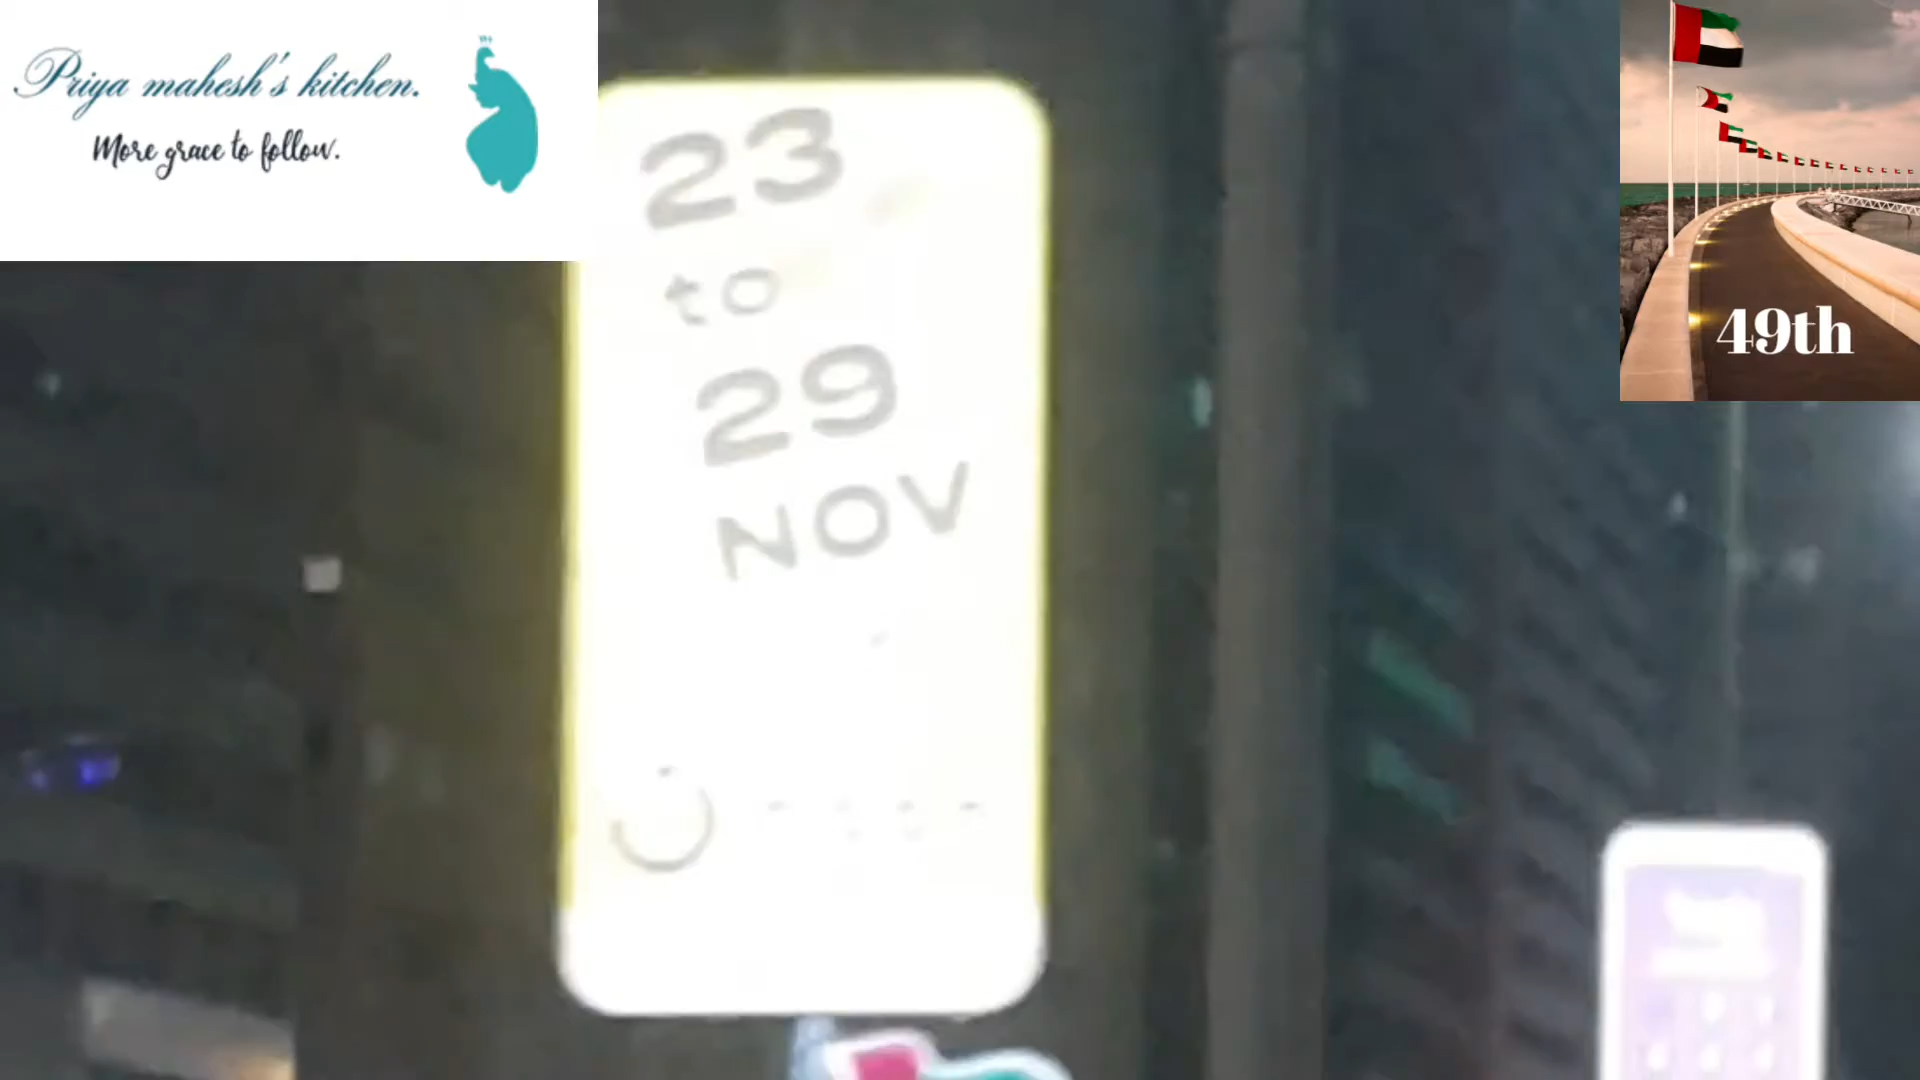 Priya mahesh's kitchen.
More grace to follow.
23
to
29
NOV
49th